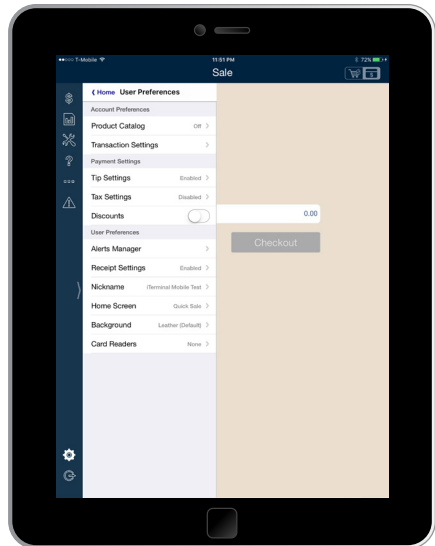 ●●○○○ T-Mobile 11:51 PM 72%
Sale
Home User Preferences
Account Preferences
Product Catalog Off
Transaction Settings
Payment Settings
Tip Settings Enabled
Tax Settings Disabled
Discounts
0.00
User Preferences
Checkout
Alerts Manager
Receipt Settings Enabled
Nickname iTerminal Mobile Test
Home Screen Quick Sale
Background Leather (Default)
Card Readers None